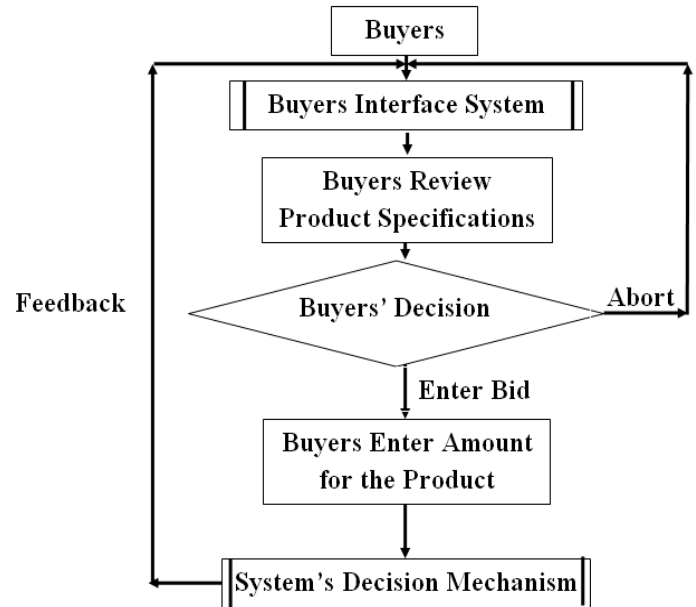 Buyers
Buyers Interface System
Buyers Review
Product Specifications
Buyers’ Decision
Abort
Feedback
Enter Bid
Buyers Enter Amount
for the Product
System’s Decision Mechanism